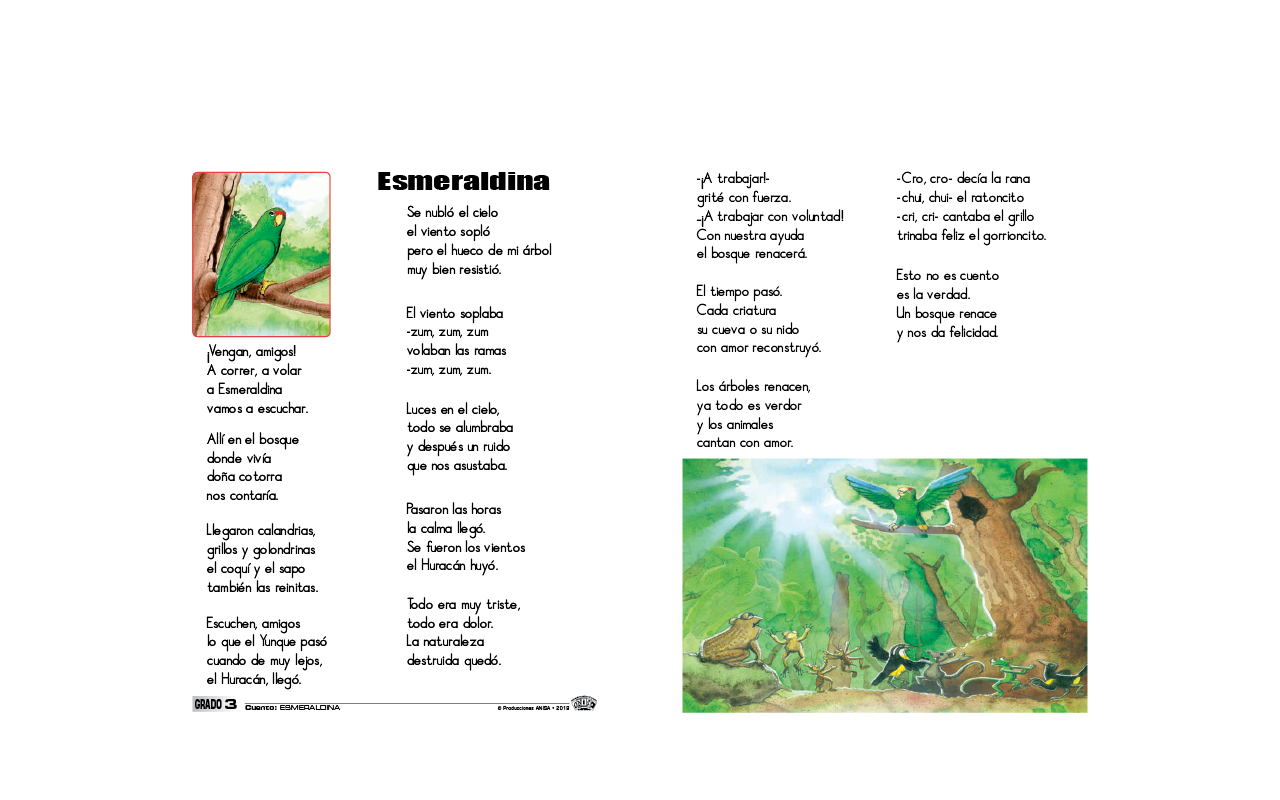 Esmeraldina
¡Vengan, amigos!
A correr, a volar
a Esmeraldina
vamos a escuchar.
Allí en el bosque
donde vivía
doña cotorra
nos contaría.
Llegaron calandrias,
grillos y golondrinas
el coquí y el sapo
también las reinitas.
Escuchen, amigos
lo que el Yunque pasó
cuando de muy lejos,
el Huracán, llegó.
Se nubló el cielo
el viento sopló
pero el hueco de mi árbol
muy bien resistió.
El viento soplaba
-zum, zum, zum
volaban las ramas
-zum, zum, zum.
Luces en el cielo,
todo se alumbraba
y después un ruido
que nos asustaba.
Pasaron las horas
la calma llegó.
Se fueron los vientos
el Huracán huyó.
Todo era muy triste,
todo era dolor.
La naturaleza
destruida quedó.
GRADO 3 Cuento: ESMERALDINA
© Producciones ANISA • 2018
-¡A trabajar!-
grité con fuerza.
-¡A trabajar con voluntad!
Con nuestra ayuda
el bosque renacerá.
El tiempo pasó.
Cada criatura
su cueva o su nido
con amor reconstruyó.
Los árboles renacen,
ya todo es verdor
y los animales
cantan con amor.
-Cro, cro- decía la rana
-chui, chui- el ratoncito
-cri, cri- cantaba el grillo
trinaba feliz el gorrioncito.
Esto no es cuento
es la verdad.
Un bosque renace
y nos da felicidad.